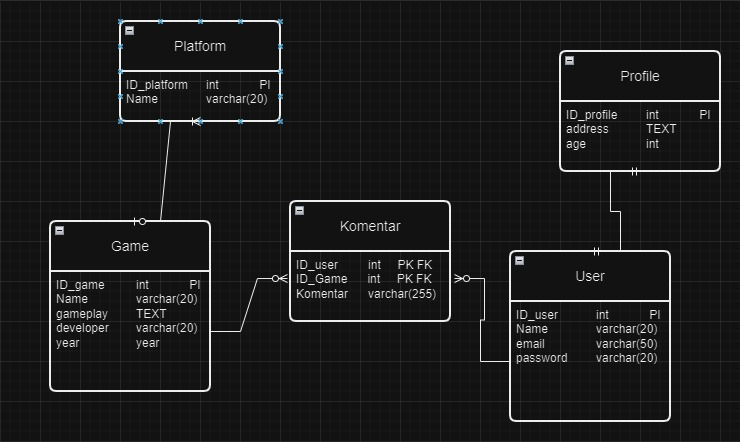 Platform
ID_platform int PI
Name varchar(20)
Profile
ID_profile int PI
address TEXT
age int
Komentar
ID_user int PK FK
ID_Game int PK FK
Komentar varchar(255)
Game
ID_game int PI
Name varchar(20)
gameplay TEXT
developer varchar(20)
year year
User
ID_user int PI
Name varchar(20)
email varchar(50)
password varchar(20)